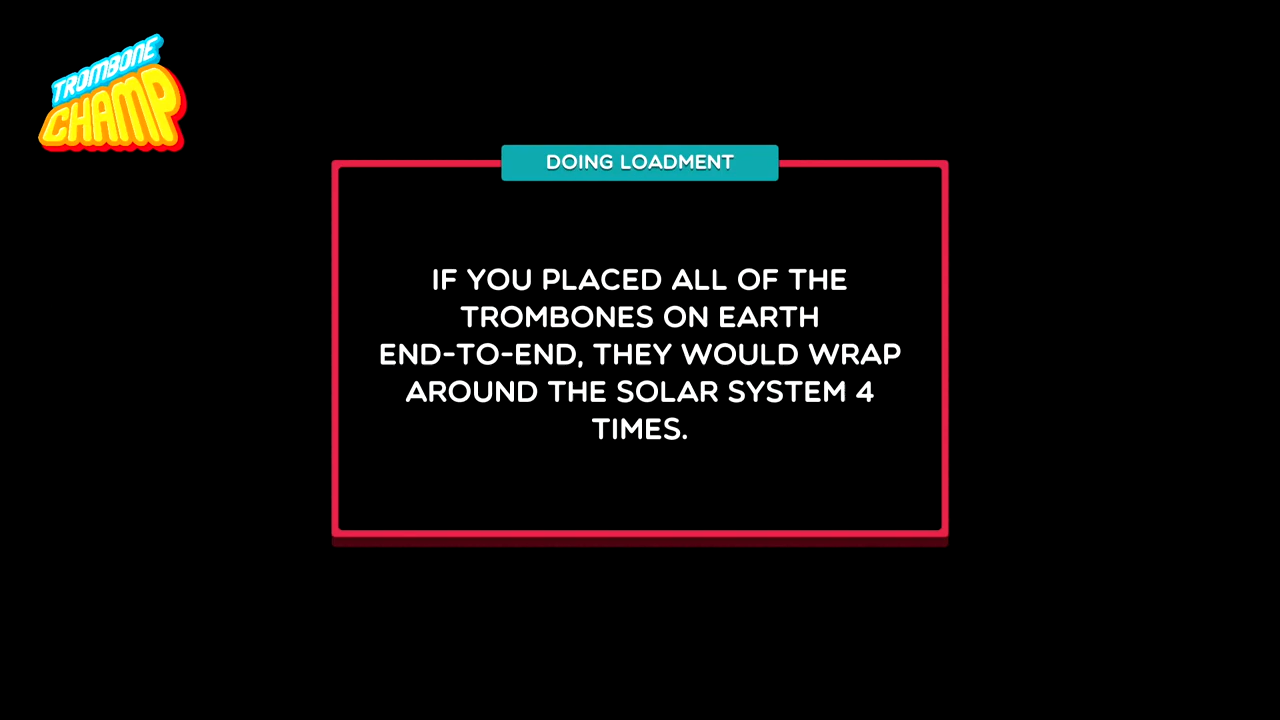 TROMBONE
CHAMP
DOING LOADMENT
IF YOU PLACED ALL OF THE
TROMBONES ON EARTH
END-TO-END, THEY WOULD WRAP
AROUND THE SOLAR SYSTEM 4
TIMES.